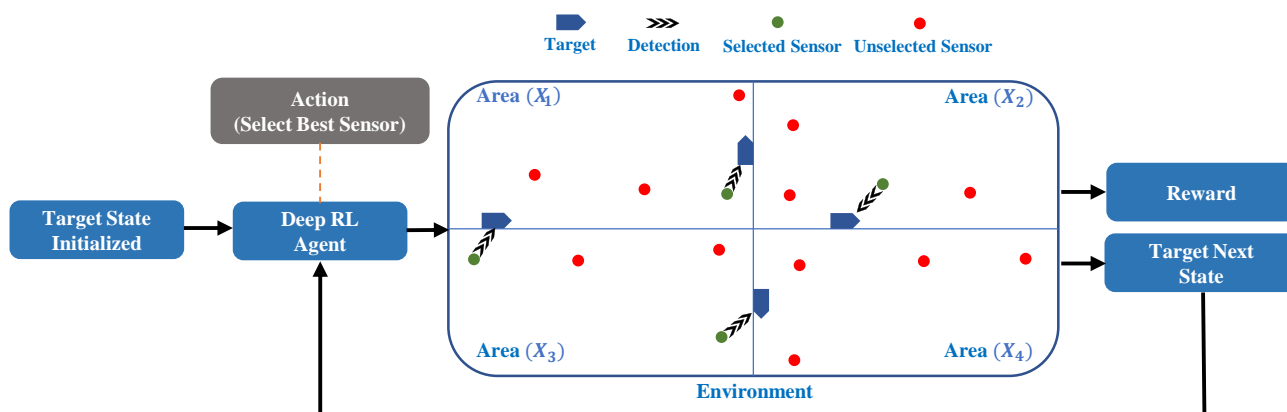 Target
Detection
Selected Sensor
Unselected Sensor
Action
(Select Best Sensor)
Area (X₁)
Area (X₂)
Target State
Initialized
Deep RL
Agent
Reward
Target Next
State
Area (X₃)
Area (X₄)
Environment